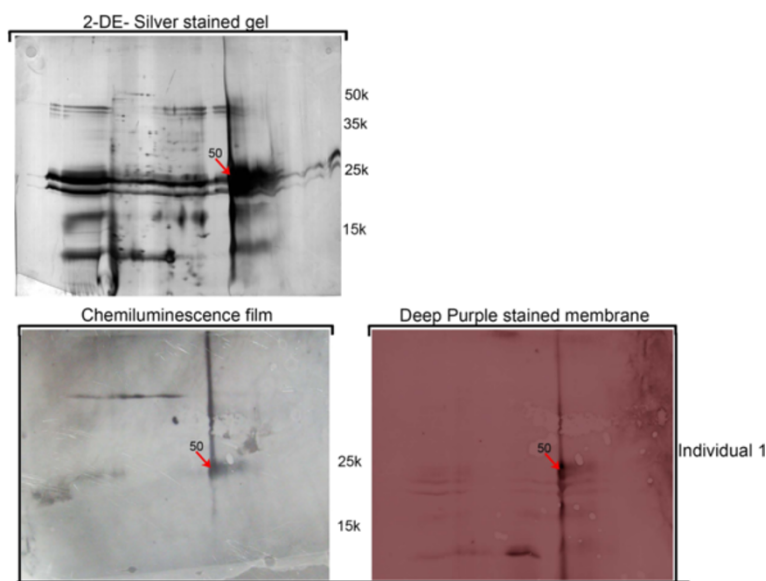 2-DE- Silver stained gel
50k
35k
50
25k
15k
Chemiluminescence film
Deep Purple stained membrane
50
50
25k
Individual 1
15k